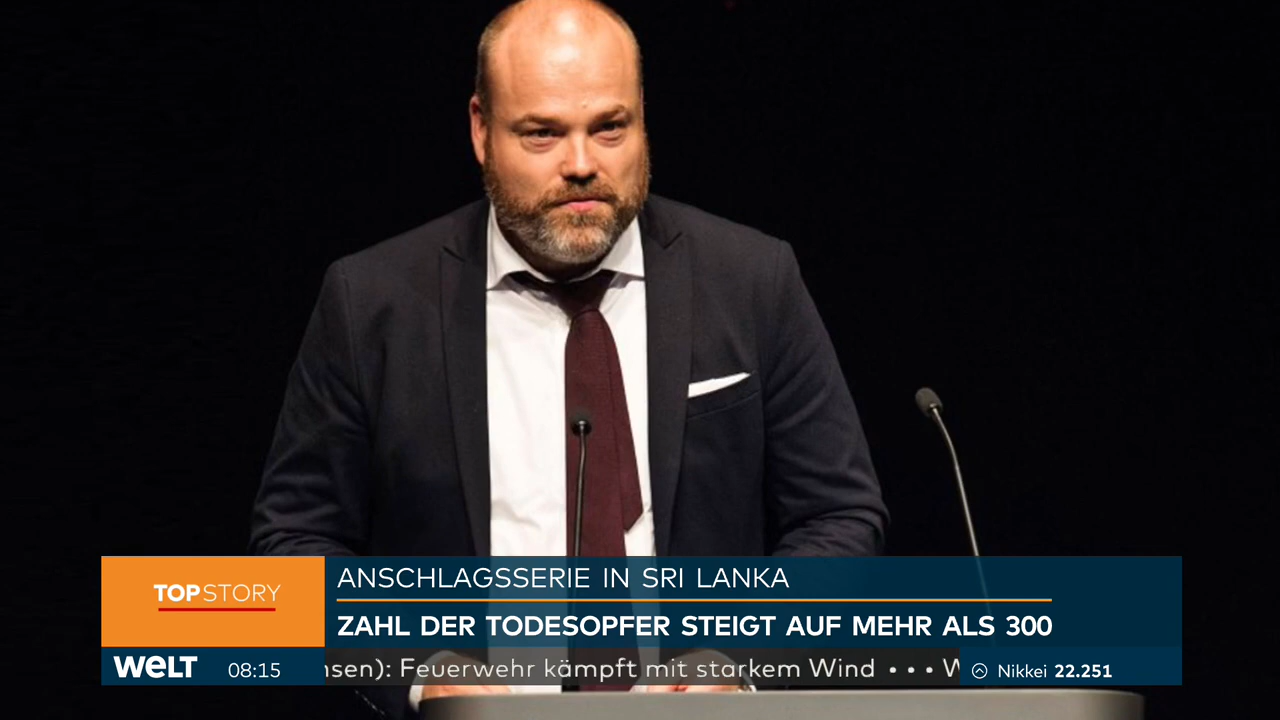 ANSCHLAGSSERIE IN SRI LANKA
TOPSTORY
ZAHL DER TODESOPFER STEIGT AUF MEHR ALS 300
WELT 08:15 Feuerwehr kämpft mit starkem Wind • • • Nikkei 22.251